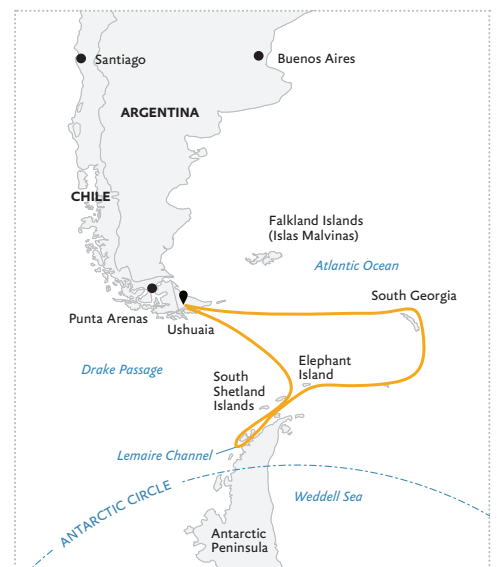 Santiago
Buenos Aires
ARGENTINA
CHILE
Falkland Islands
(Islas Malvinas)
Atlantic Ocean
South Georgia
Punta Arenas
Ushuaia
Drake Passage
Elephant
Island
South
Shetland
Islands
Lemaire Channel
ANTARCTIC CIRCLE
Weddell Sea
Antarctic
Peninsula